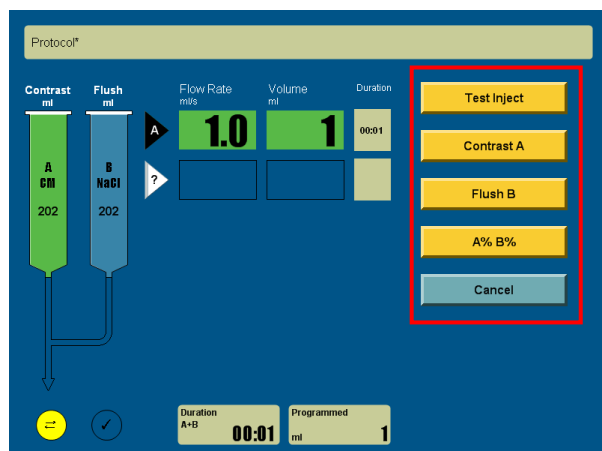 Protocol*
Contrast
ml
Flush
ml
Flow Rate
ml/s
Volume
ml
Duration
A
1.0
1
00:01
?
A
CM
202
B
NaCl
202
Test Inject
Contrast A
Flush B
A% B%
Cancel
Duration
A+B
00:01
Programmed
ml
1